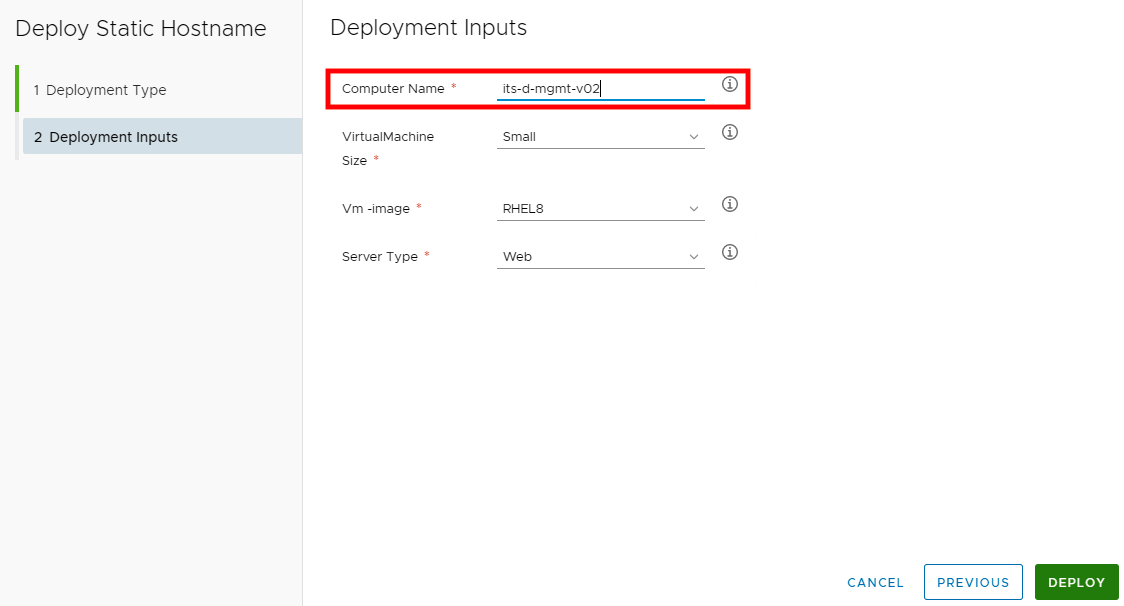 Deploy Static Hostname
1 Deployment Type
2 Deployment Inputs
Deployment Inputs
Computer Name * its-d-mgmt-v02
VirtualMachine Size * Small
Vm -image * RHEL8
Server Type * Web
CANCEL PREVIOUS DEPLOY